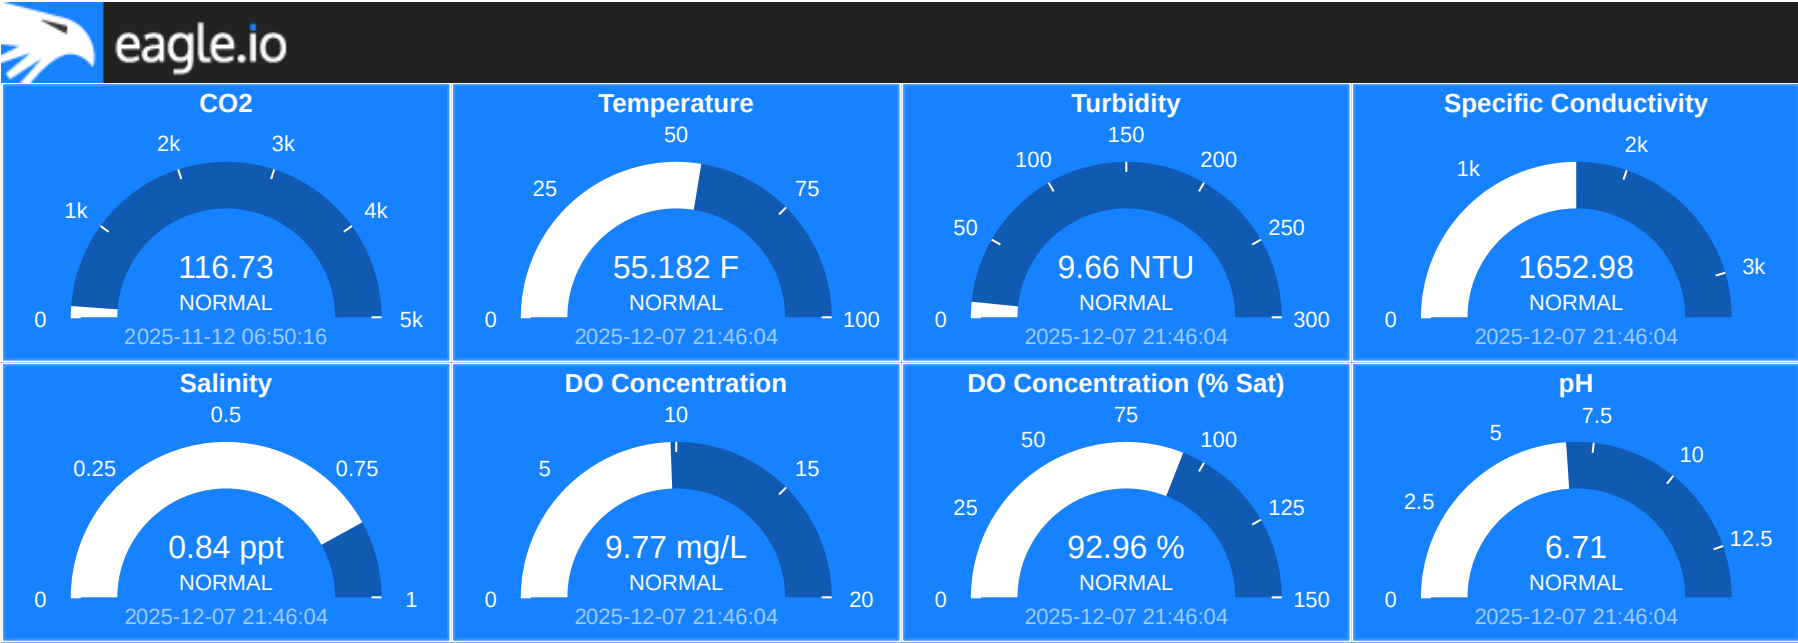 eagle.io
CO2
2k 3k
1k 4k
116.73
NORMAL
0 5k
2025-11-12 06:50:16
Temperature
50
25 75
55.182 F
NORMAL
0 100
2025-12-07 21:46:04
Turbidity
150
100 200
50 250
9.66 NTU
NORMAL
0 300
2025-12-07 21:46:04
Specific Conductivity
2k
1k
3k
1652.98
NORMAL
0
2025-12-07 21:46:04
Salinity
0.5
0.25 0.75
0.84 ppt
NORMAL
0 1
2025-12-07 21:46:04
DO Concentration
10
5 15
9.77 mg/L
NORMAL
0 20
2025-12-07 21:46:04
DO Concentration (% Sat)
75
50 100
25 125
92.96 %
NORMAL
0 150
2025-12-07 21:46:04
pH
7.5
5
10
2.5
12.5
6.71
NORMAL
0
2025-12-07 21:46:04